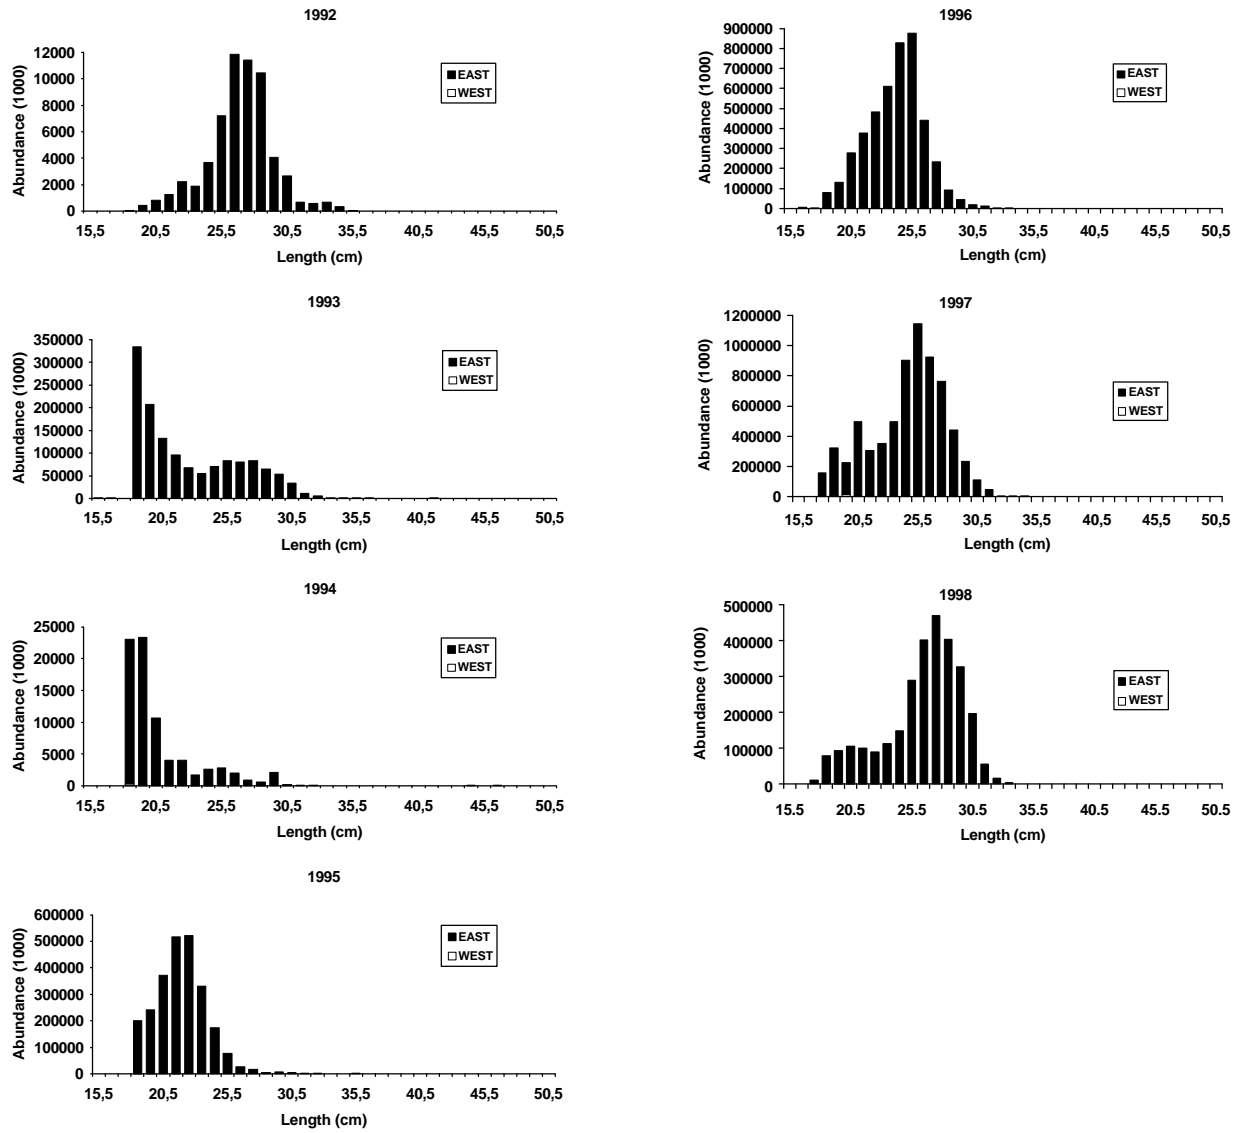 1992
Abundance (1000)
12000
10000
8000
6000
4000
2000
0
EAST
WEST
15,5 20,5 25,5 30,5 35,5 40,5 45,5 50,5
Length (cm)
1993
Abundance (1000)
350000
300000
250000
200000
150000
100000
50000
0
EAST
WEST
15,5 20,5 25,5 30,5 35,5 40,5 45,5 50,5
Length (cm)
1994
Abundance (1000)
25000
20000
15000
10000
5000
0
EAST
WEST
15,5 20,5 25,5 30,5 35,5 40,5 45,5 50,5
Length (cm)
1995
Abundance (1000)
600000
500000
400000
300000
200000
100000
0
EAST
WEST
15,5 20,5 25,5 30,5 35,5 40,5 45,5 50,5
Length (cm)
1996
Abundance (1000)
900000
800000
700000
600000
500000
400000
300000
200000
100000
0
EAST
WEST
15,5 20,5 25,5 30,5 35,5 40,5 45,5 50,5
Length (cm)
1997
Abundance (1000)
1200000
1000000
800000
600000
400000
200000
0
EAST
WEST
15,5 20,5 25,5 30,5 35,5 40,5 45,5 50,5
Length (cm)
1998
Abundance (1000)
500000
400000
300000
200000
100000
0
EAST
WEST
15.5 20.5 25.5 30.5 35.5 40.5 45.5 50.5
Length (cm)